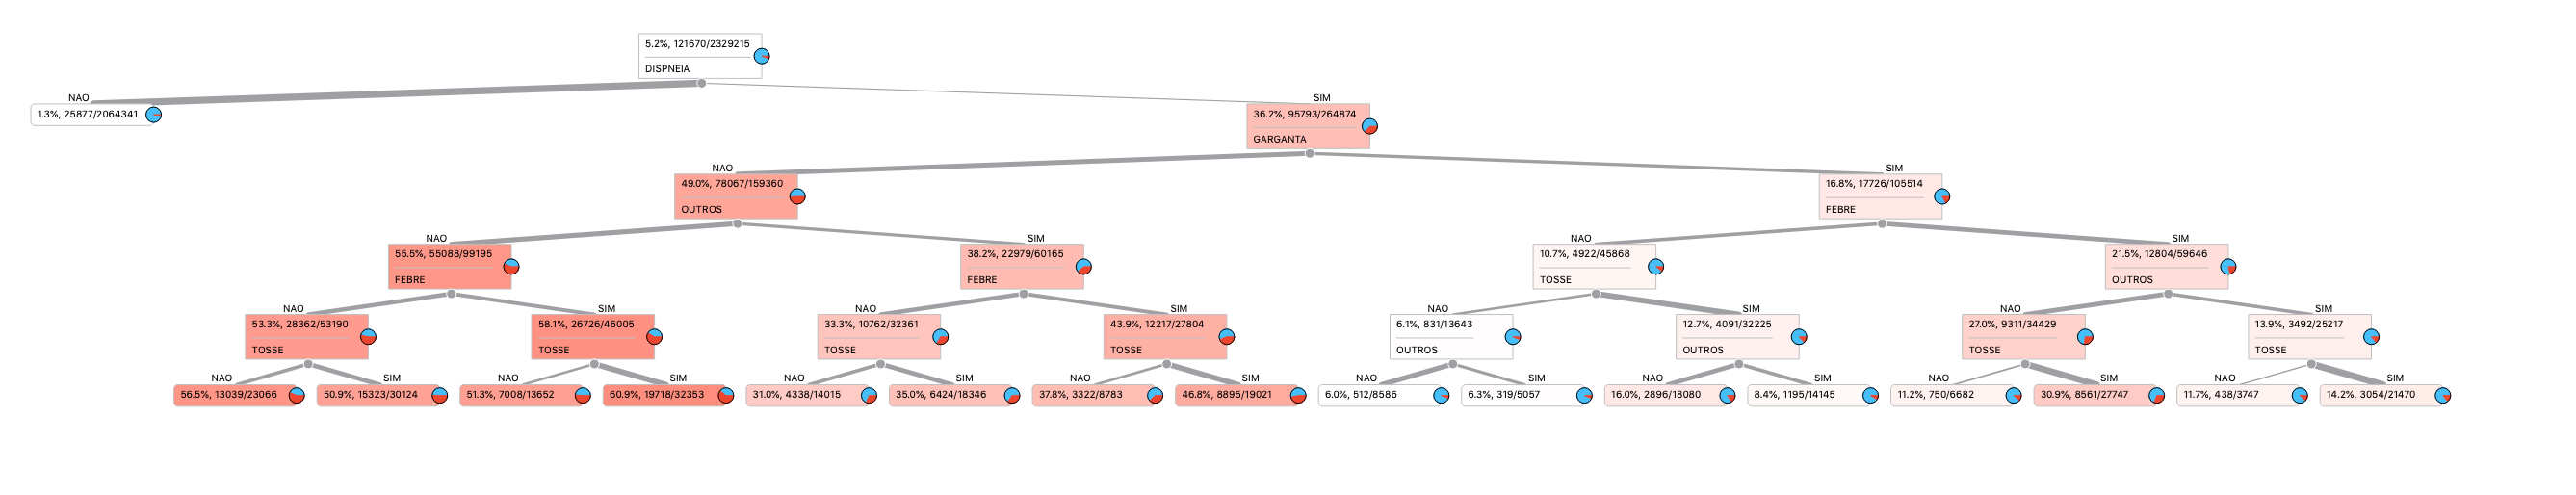 5.2%, 121670/2329215
DISPNEIA
NAO
SIM
1.3%, 25877/2064341
36.2%, 95793/264874
GARGANTA
NAO
SIM
49.0%, 78067/159360
OUTROS
16.8%, 17726/105514
FEBRE
NAO
SIM
NAO
SIM
55.5%, 55088/99195
FEBRE
38.2%, 22979/60165
FEBRE
10.7%, 4922/45868
TOSSE
21.5%, 12804/59646
OUTROS
NAO
SIM
NAO
SIM
NAO
SIM
NAO
SIM
53.3%, 28362/53190
TOSSE
58.1%, 26726/46005
TOSSE
33.3%, 10762/32361
TOSSE
43.9%, 12217/27804
TOSSE
6.1%, 831/13643
OUTROS
12.7%, 4091/32225
OUTROS
27.0%, 9311/34429
TOSSE
13.9%, 3492/25217
TOSSE
NAO
SIM
NAO
SIM
NAO
SIM
NAO
SIM
NAO
SIM
NAO
SIM
NAO
SIM
NAO
SIM
56.5%, 13039/23066
50.9%, 15323/30124
51.3%, 7008/13652
60.9%, 19718/32353
31.0%, 4338/14015
35.0%, 6424/18346
37.8%, 3322/8783
46.8%, 8895/19021
6.0%, 512/8586
6.3%, 319/5057
16.0%, 2896/18080
8.4%, 1195/14145
11.2%, 750/6682
30.9%, 8561/27747
11.7%, 438/3747
14.2%, 3054/21470